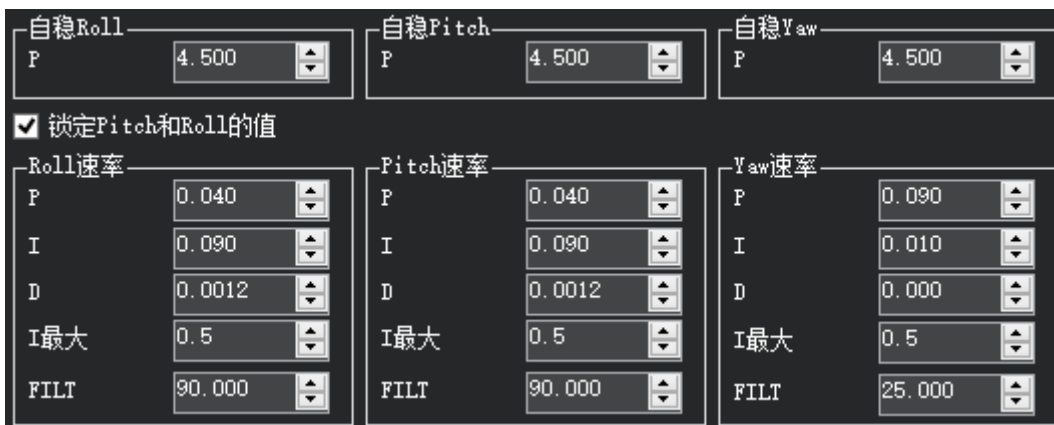 自稳Roll 自稳Pitch 自稳Yaw
P 4.500 P 4.500 P 4.500
锁定Pitch和Roll的值
Roll速率 Pitch速率 Yaw速率
P 0.040 P 0.040 P 0.090
I 0.090 I 0.090 I 0.010
D 0.0012 D 0.0012 D 0.000
I最大 0.5 I最大 0.5 I最大 0.5
FILT 90.000 FILT 90.000 FILT 25.000